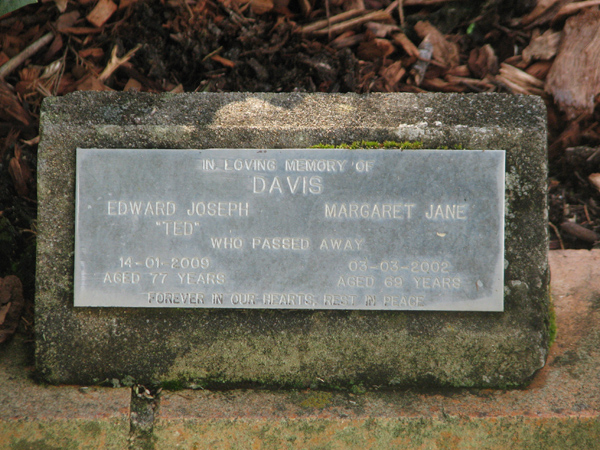 IN LOVING MEMORY OF
DAVIS
EDWARD JOSEPH MARGARET JANE
"TED"
WHO PASSED AWAY
14-01-2009 03-03-2002
AGED 77 YEARS AGED 69 YEARS
FOREVER IN OUR HEARTS, REST IN PEACE